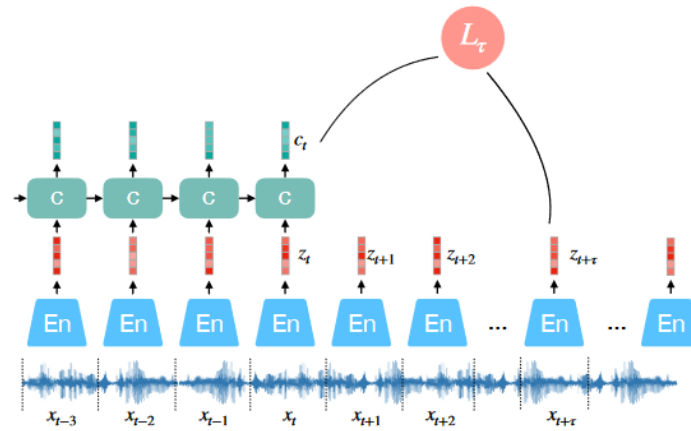 L_τ
c_t
C C C C
z_t z_{t+1} z_{t+2} z_{t+τ}
En En En En En En ... En ... En
x_{t−3} x_{t−2} x_{t−1} x_t x_{t+1} x_{t+2} x_{t+τ}